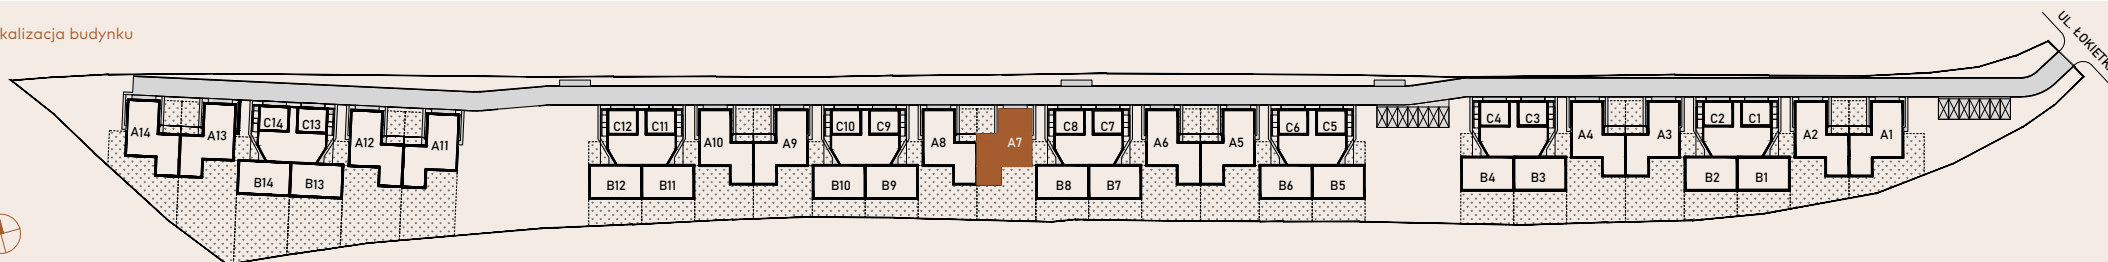 kalizacja budynku
UL. ŁOKIETK
A14
A13
C14
C13
A12
A11
B14
B13
C12
C11
A10
A9
C10
C9
A8
A7
C8
C7
A6
A5
C6
C5
B12
B11
B10
B9
B8
B7
B6
B5
C4
C3
A4
A3
C2
C1
A2
A1
B4
B3
B2
B1